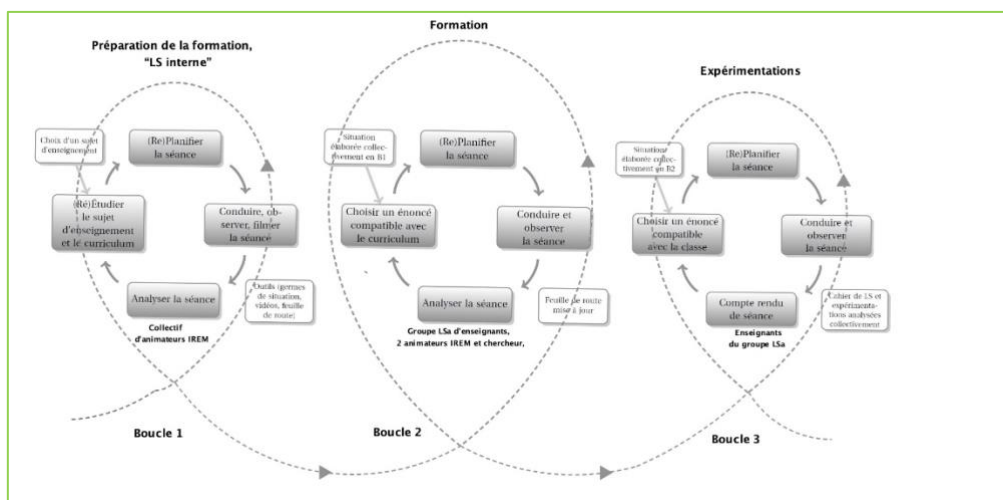 Préparation de la formation,
"LS interne"
Choix d'un sujet
d'enseignement
(Re)Planifier
la séance
(Ré)Étudier
le sujet
d'enseignement
et le curriculum
Conduire, ob-
server, filmer
la séance
Analyser la séance
Outils (germes
de situation,
vidéos, feuille
de route)
Collectif
d'animateurs IREM
Boucle 1
Formation
Situation
élaborée collec-
tivement en B1
(Re)Planifier
la séance
Choisir un énoncé
compatible avec
le curriculum
Conduire et
observer
la séance
Analyser la séance
Feuille de route
mise à jour
Groupe LSa d'enseignants,
2 animateurs IREM et chercheur,
Boucle 2
Expérimentations
Situations
élaborée collec-
tivement en B2
(Re)Planifier
la séance
Choisir un énoncé
compatible
avec la classe
Conduire et
observer
la séance
Compte rendu
de séance
Cahier de LS et
expérimenta-
tions analysées
collectivement
Enseignants
du groupe LSa
Boucle 3